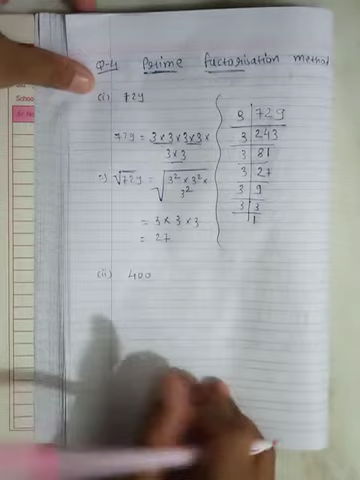 Q-4 Prime factorisation method
(i) 729
729 = 3 × 3 × 3 × 3 ×
3 × 3
=) √729 = √3² × 3² ×
3²
= 3 × 3 × 3
= 27
3 | 729
3 | 243
3 | 81
3 | 27
3 | 9
3 | 3
1
(ii) 400